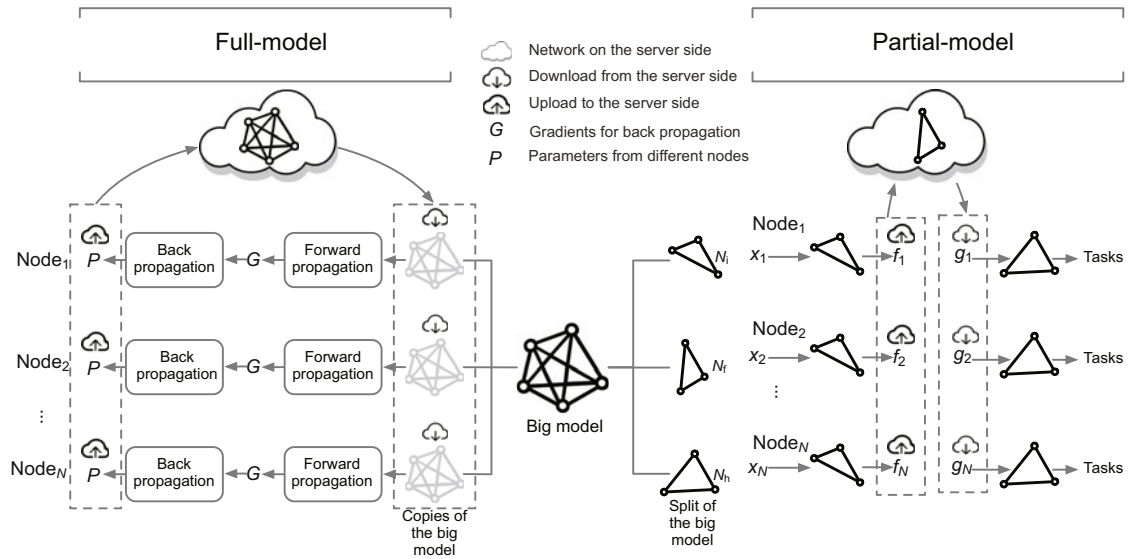 Full-model
Network on the server side
Download from the server side
Upload to the server side
G Gradients for back propagation
P Parameters from different nodes
Partial-model
Node1
P
Back
propagation
G
Forward
propagation
Node2
P
Back
propagation
G
Forward
propagation
...
NodeN
P
Back
propagation
G
Forward
propagation
Copies of
the big
model
Big model
Ni
Nf
Nh
Split of
the big
model
Node1
x1
f1
g1
Tasks
Node2
x2
f2
g2
Tasks
...
NodeN
xN
fN
gN
Tasks